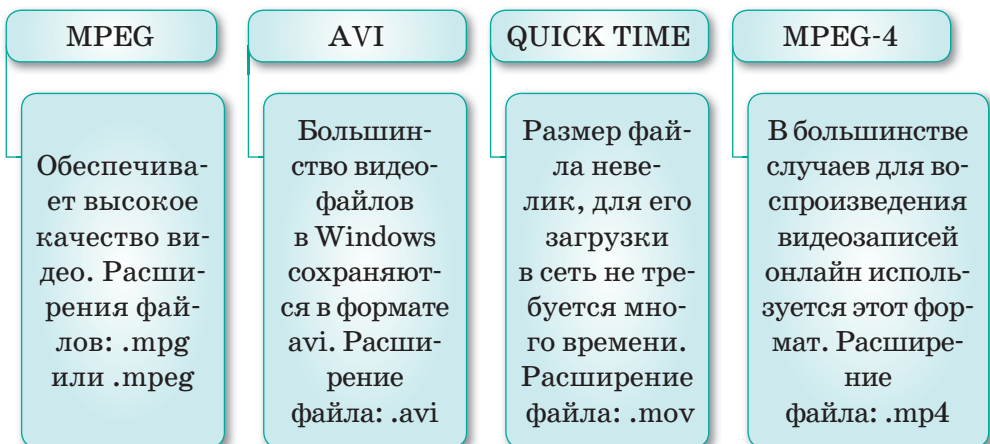 MPEG
Обеспечива-
ет высокое
качество ви-
део. Расши-
рения фай-
лов: .mpg
или .mpeg
AVI
Большин-
ство видео-
файлов
в Windows
сохраняют-
ся в формате
avi. Расши-
рение
файла: .avi
QUICK TIME
Размер фай-
ла неве-
лик, для его
загрузки
в сеть не тре-
буется мно-
го времени.
Расширение
файла: .mov
MPEG-4
В большинстве
случаев для во-
спроизведения
видеозаписей
онлайн исполь-
зуется этот фор-
мат. Расшире-
ние
файла: .mp4